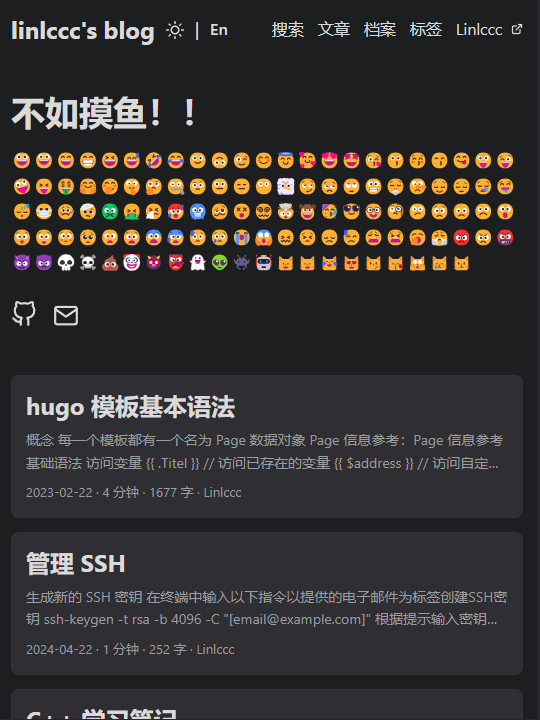 linlccc's blog | En 搜索 文章 档案 标签 Linlccc
不如摸鱼！！
hugo 模板基本语法
概念 每一个模板都有一个名为 Page 数据对象 Page 信息参考：Page 信息参考
基础语法 访问变量 {{ .Titel }} // 访问已存在的变量 {{ $address }} // 访问自定...
2023-02-22 · 4 分钟 · 1677 字 · Linlccc
管理 SSH
生成新的 SSH 密钥 在终端中输入以下指令以提供的电子邮件为标签创建SSH密
钥 ssh-keygen -t rsa -b 4096 -C "[email@example.com]" 根据提示输入密钥...
2024-04-22 · 1 分钟 · 252 字 · Linlccc
C++ 学习笔记